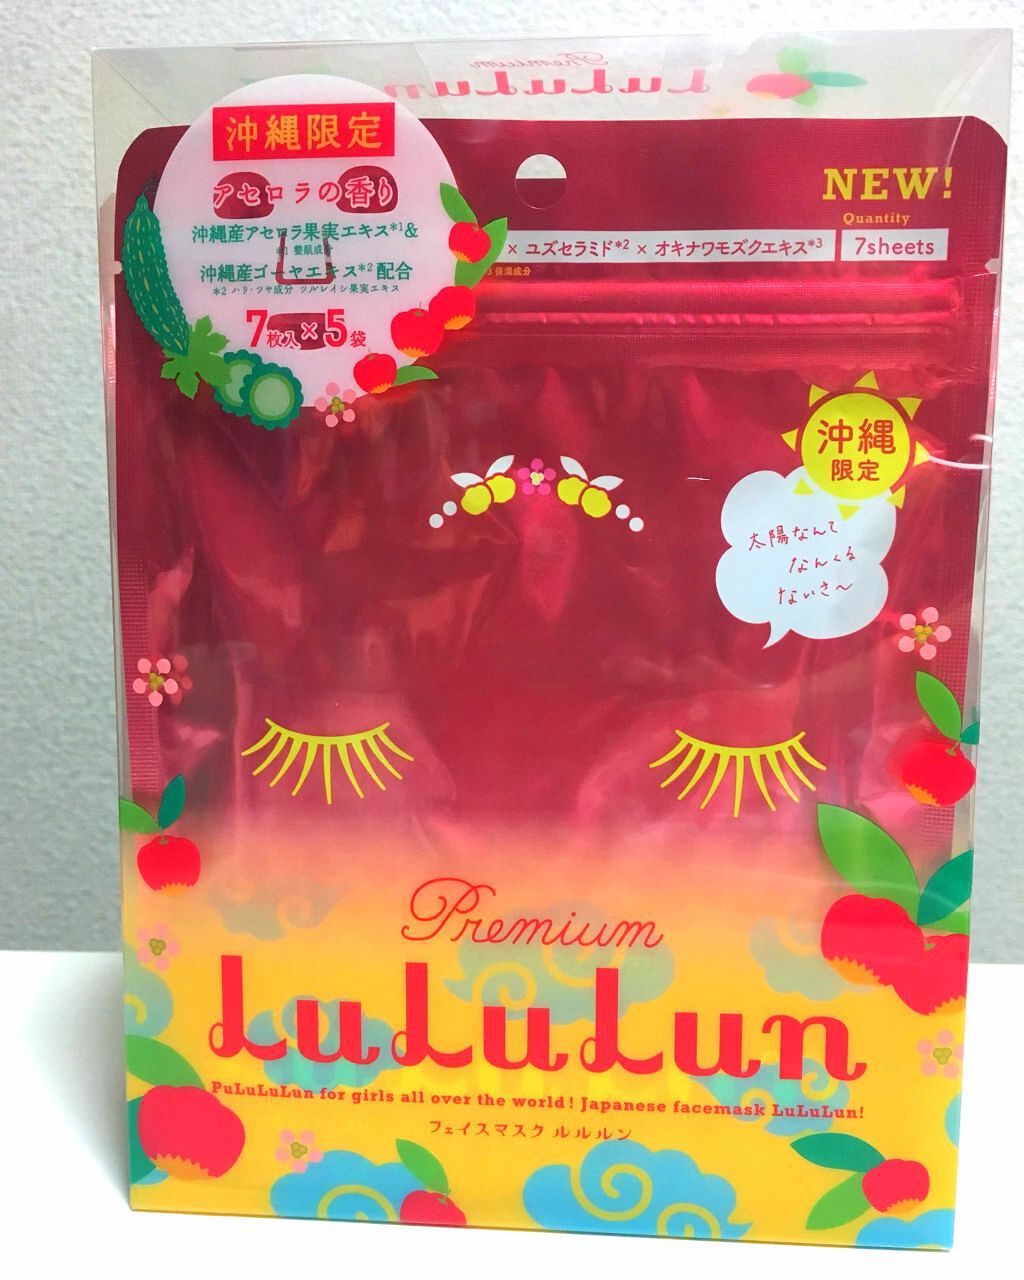 Premium
LuLuLun
沖縄限定
アセロラの香り
沖縄産アセロラ果実エキス*1&
*1 整肌成分
沖縄産ゴーヤエキス*2 配合
*2 ハリ・ツヤ成分 ツルレイシ果実エキス
7枚入×5袋
NEW!
Quantity
× ユズセラミド*2 × オキナワモズクエキス*3
7sheets
保湿成分
沖縄
限定
太陽なんて
なんくる
ないさ〜
Premium
LuLuLun
PuLuLuLun for girls all over the world! Japanese facemask LuLuLun!
フェイスマスク ルルルン